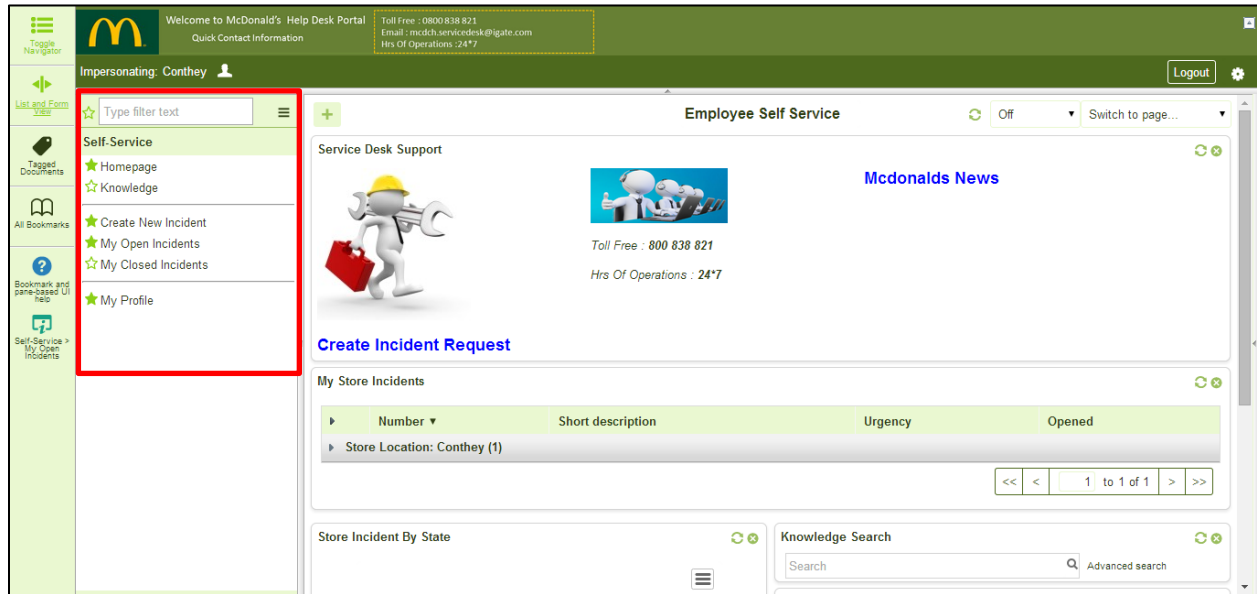 Toggle
Navigator
Welcome to McDonald's Help Desk Portal
Quick Contact Information
Toll Free : 0800 838 821
Email : mcdch.servicedesk@igate.com
Hrs Of Operations :24*7
Impersonating: Conthey
Logout
List and Form
View
Tagged
Documents
All Bookmarks
Bookmark and
pane-based UI
help
Self-Service >
My Open
Incidents
Type filter text
Self-Service
Homepage
Knowledge
Create New Incident
My Open Incidents
My Closed Incidents
My Profile
Employee Self Service
Off
Switch to page...
Service Desk Support
Mcdonalds News
Toll Free : 800 838 821
Hrs Of Operations : 24*7
Create Incident Request
My Store Incidents
Number Short description Urgency Opened
Store Location: Conthey (1)
<< < 1 to 1 of 1 > >>
Store Incident By State
Knowledge Search
Search
Advanced search